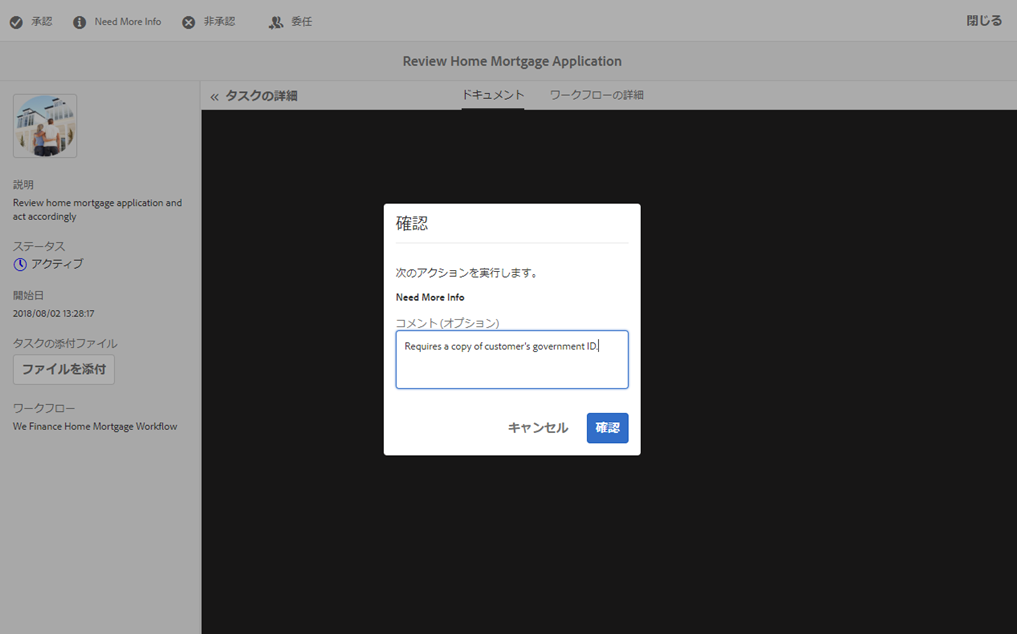 承認 Need More Info 非承認 委任 閉じる
Review Home Mortgage Application
« タスクの詳細 ドキュメント ワークフローの詳細
説明
Review home mortgage application and
act accordingly
ステータス
アクティブ
開始日
2018/08/02 13:28:17
タスクの添付ファイル
ファイルを添付
ワークフロー
We Finance Home Mortgage Workflow
確認
次のアクションを実行します。
Need More Info
コメント (オプション)
Requires a copy of customer's government ID.
キャンセル 確認